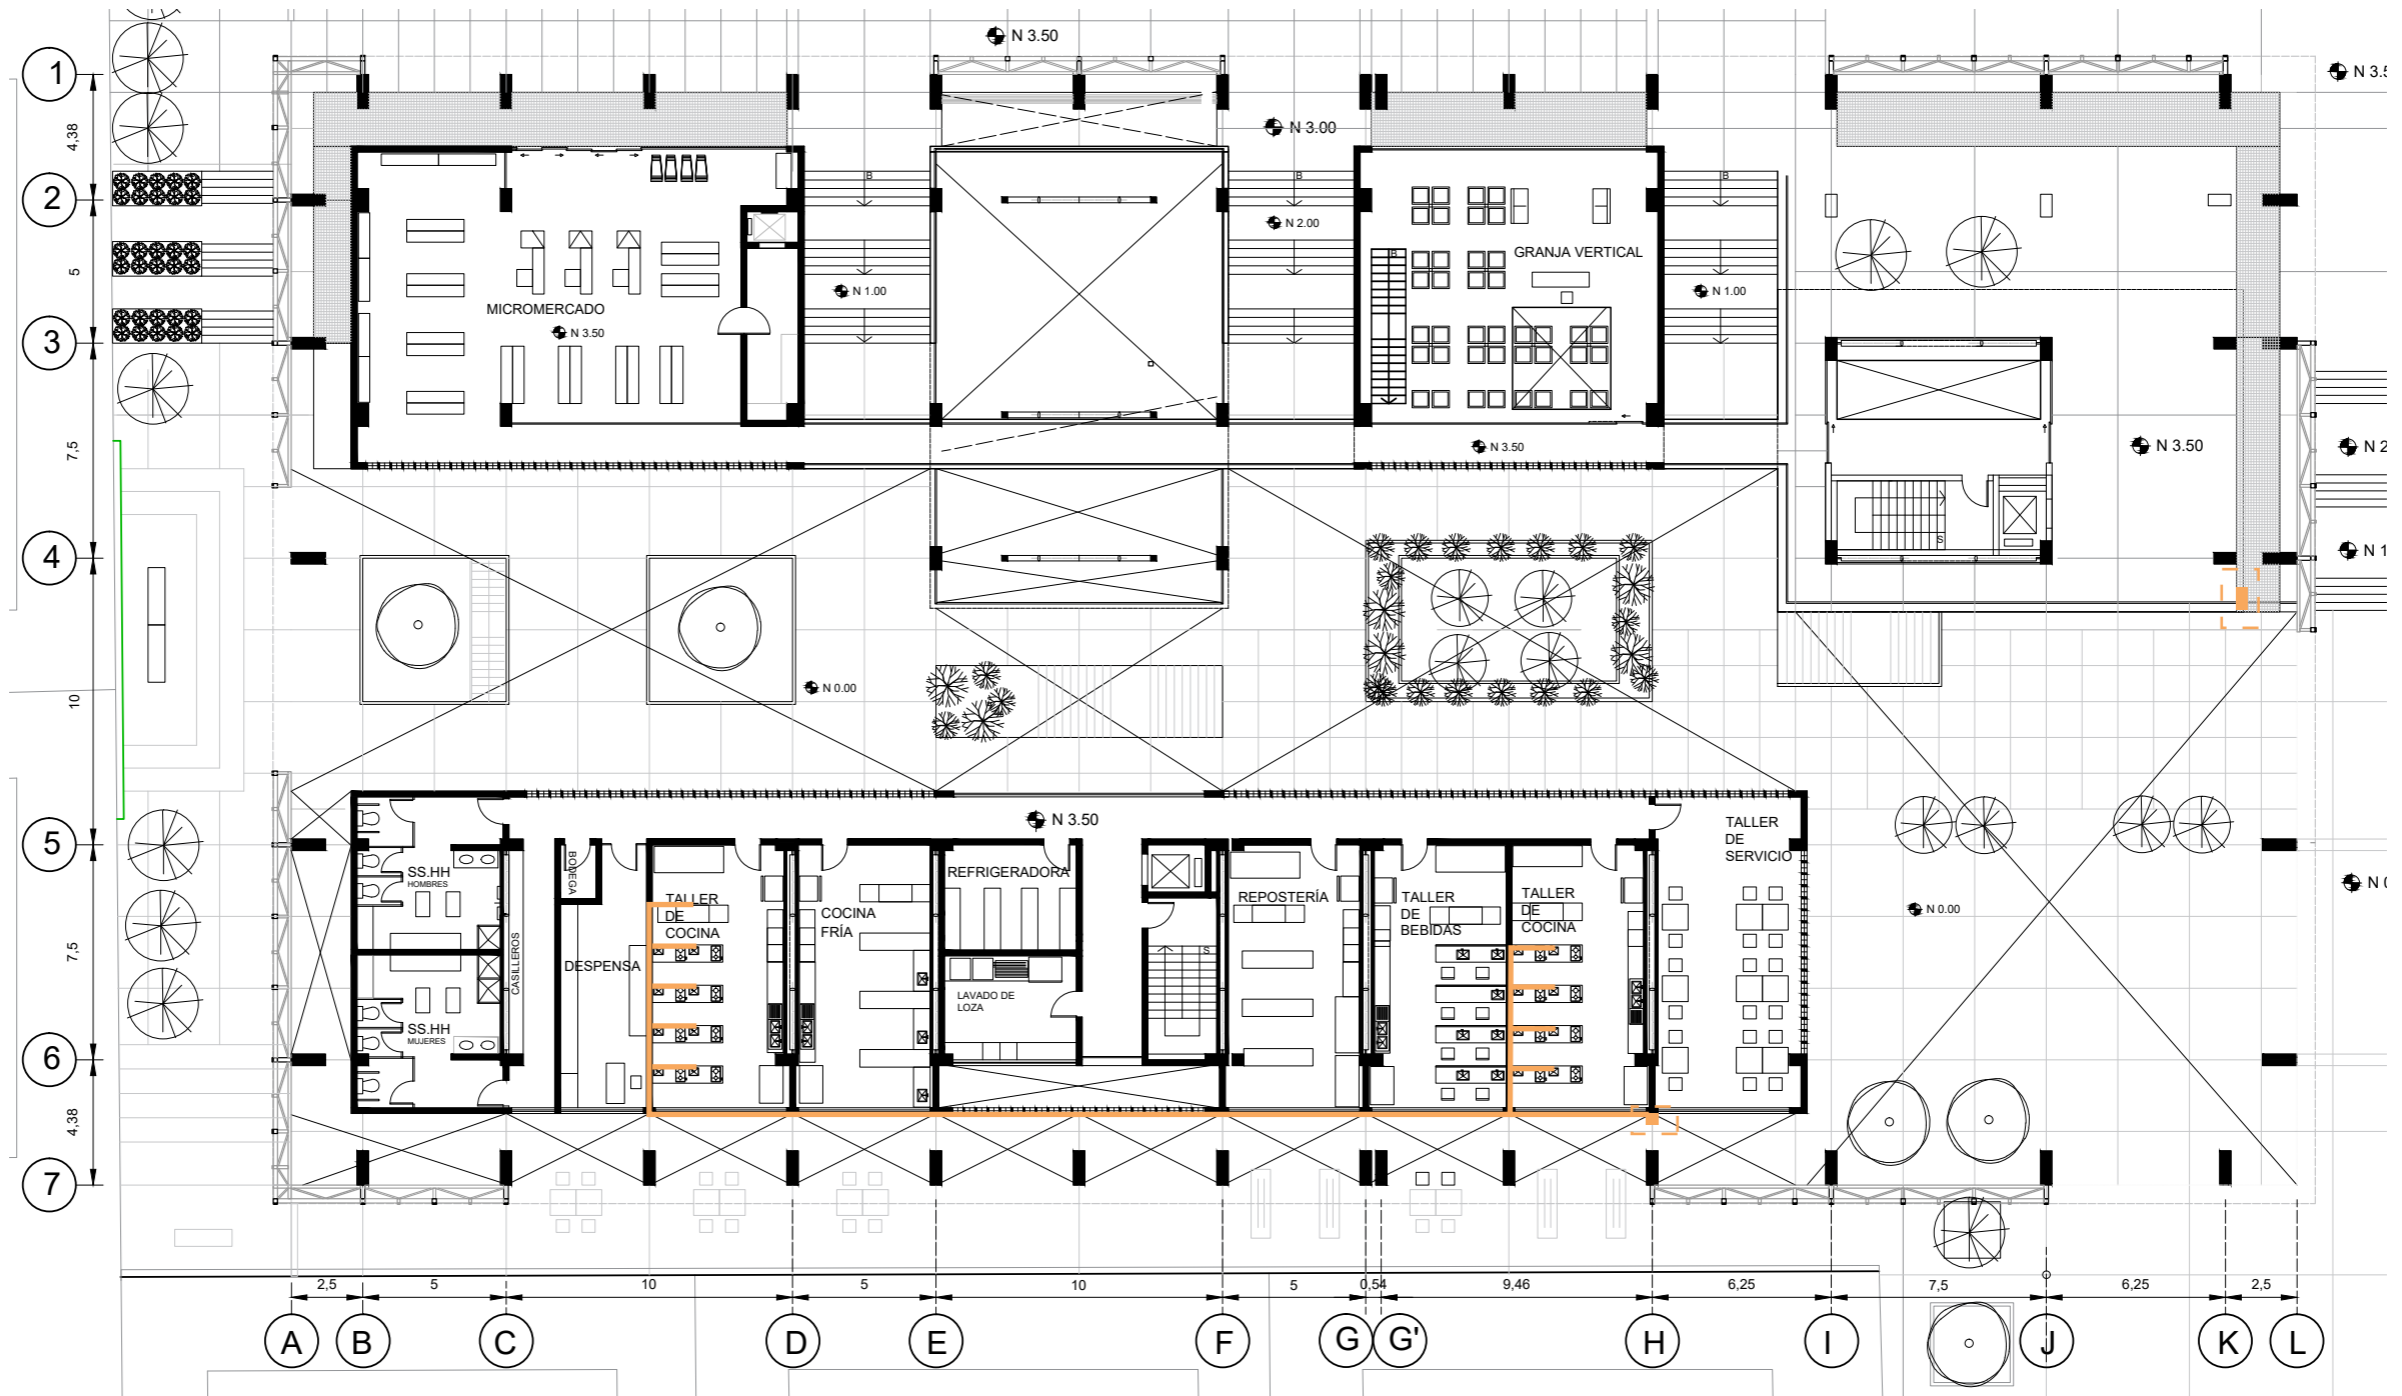 N 3.50
1
N 3.5
N 3.00
4,38
2
B
B
B
N 2.00
5
GRANJA VERTICAL
N 1.00
N 1.00
MICROMERCADO
N 3.50
3
B
7,5
N 3.50
N 3.50
N 2
S
4
N 1
10
N 0.00
5
N 3.50
TALLER
DE
SERVICIO
BODEGA
SS.HH
HOMBRES
REFRIGERADORA
N 0
TALLER
DE
COCINA
COCINA
FRÍA
REPOSTERÍA
TALLER
DE
BEBIDAS
TALLER
DE
COCINA
N 0.00
7,5
CASILLEROS
DESPENSA
S
LAVADO DE
LOZA
SS.HH
MUJERES
6
4,38
7
2,5
5
10
5
10
5
0,54
9,46
6,25
7,5
6,25
2,5
A
B
C
D
E
F
G
G'
H
I
J
K
L